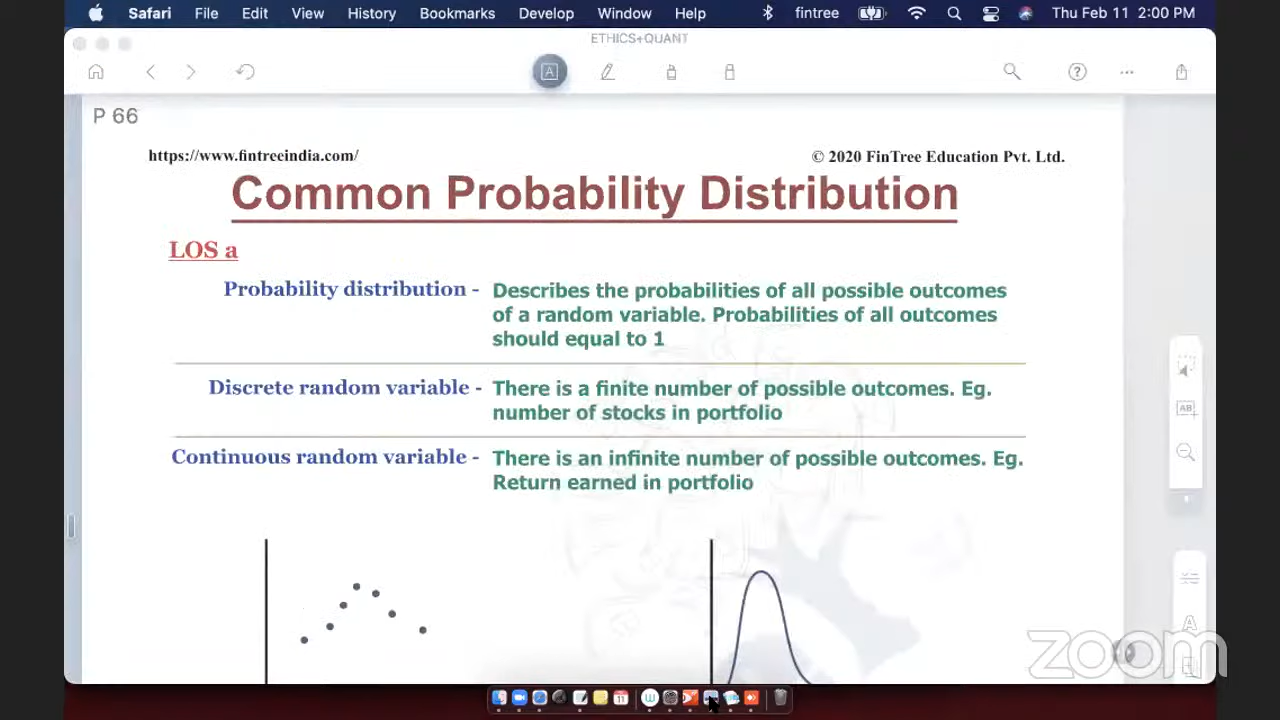 Safari File Edit View History Bookmarks Develop Window Help fintree Thu Feb 11 2:00 PM
ETHICS+QUANT
P 66
https://www.fintreeindia.com/ © 2020 FinTree Education Pvt. Ltd.
Common Probability Distribution
LOS a
Probability distribution - Describes the probabilities of all possible outcomes
of a random variable. Probabilities of all outcomes
should equal to 1
Discrete random variable - There is a finite number of possible outcomes. Eg.
number of stocks in portfolio
Continuous random variable - There is an infinite number of possible outcomes. Eg.
Return earned in portfolio
zoom